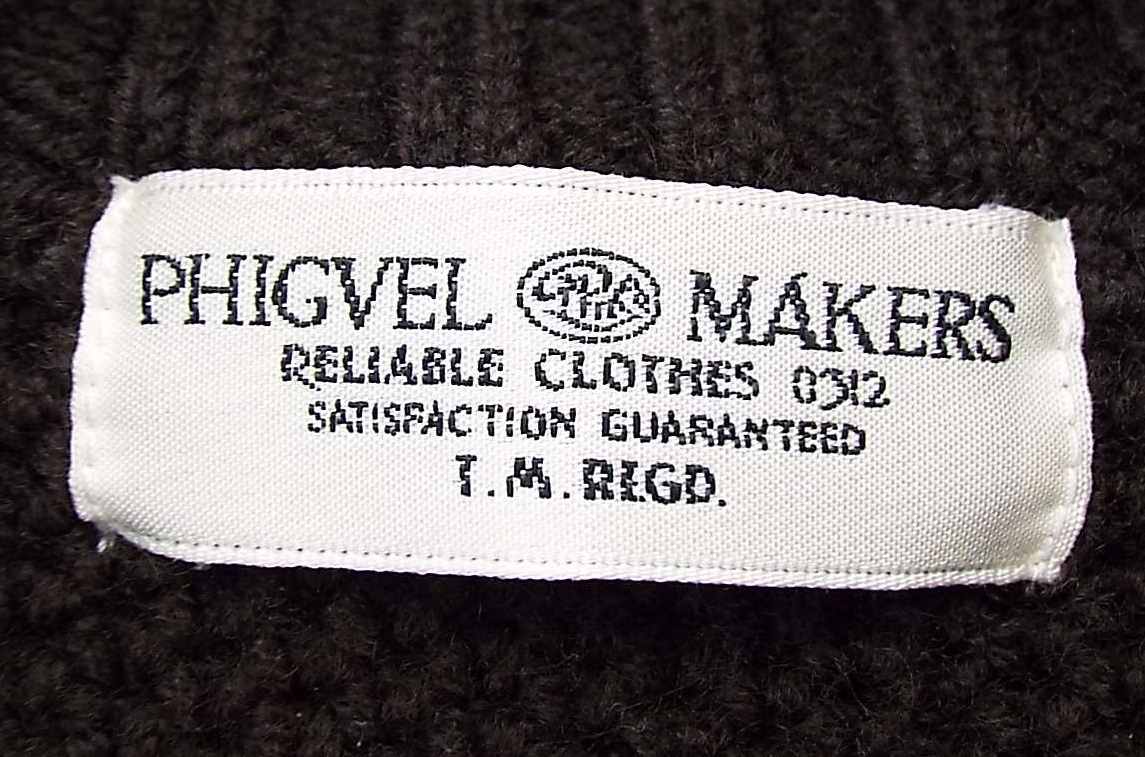 PHIGVEL MAKERS
RELIABLE CLOTHES 0312
SATISFACTION GUARANTEED
T.M. REGD.